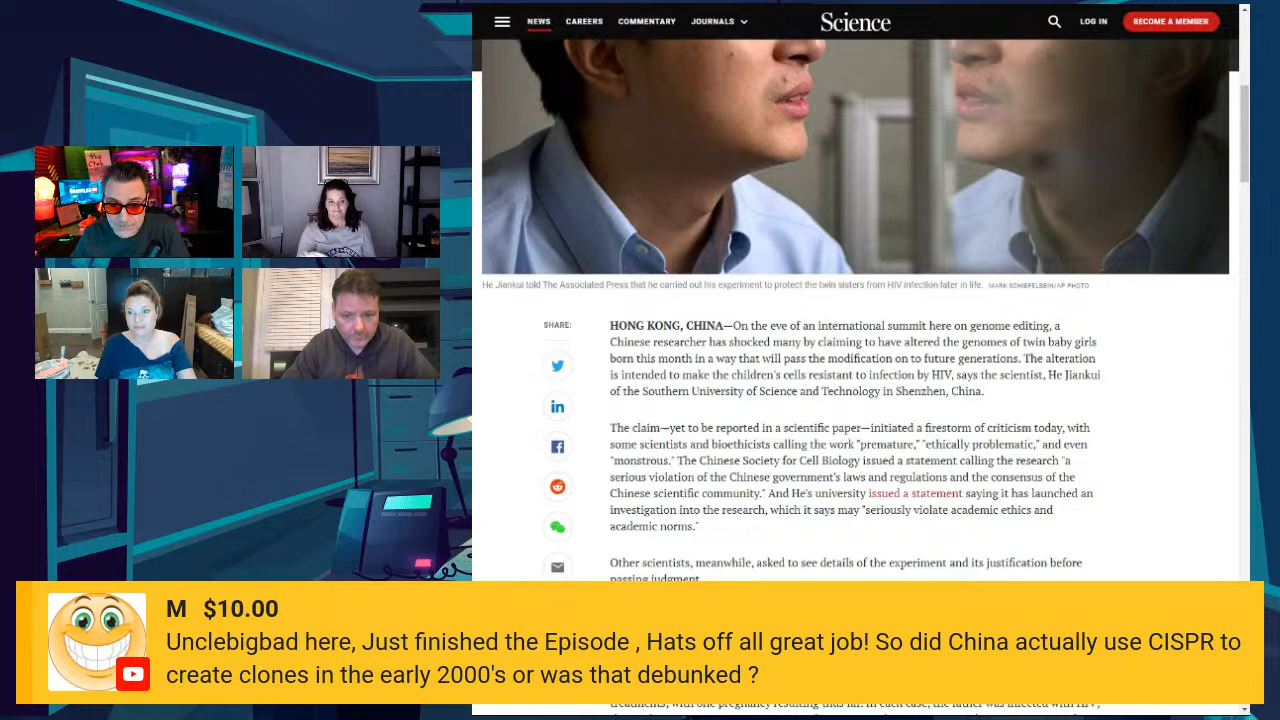 NEWS CAREERS COMMENTARY JOURNALS Science LOG IN BECOME A MEMBER
the
He Jiankui told The Associated Press that he carried out his experiment to protect the twin sisters from HIV infection later in life. MARK SCHIEFELBEIN/AP PHOTO
SHARE:
HONG KONG, CHINA—On the eve of an international summit here on genome editing, a
Chinese researcher has shocked many by claiming to have altered the genomes of twin baby girls
born this month in a way that will pass the modification on to future generations. The alteration
is intended to make the children's cells resistant to infection by HIV, says the scientist, He Jiankui
of the Southern University of Science and Technology in Shenzhen, China.
The claim—yet to be reported in a scientific paper—initiated a firestorm of criticism today, with
some scientists and bioethicists calling the work "premature," "ethically problematic," and even
"monstrous." The Chinese Society for Cell Biology issued a statement calling the research "a
serious violation of the Chinese government's laws and regulations and the consensus of the
Chinese scientific community." And He's university issued a statement saying it has launched an
investigation into the research, which it says may "seriously violate academic ethics and
academic norms."
Other scientists, meanwhile, asked to see details of the experiment and its justification before
passing judgment.
M $10.00
Unclebigbad here, Just finished the Episode , Hats off all great job! So did China actually use CISPR to
create clones in the early 2000's or was that debunked ?